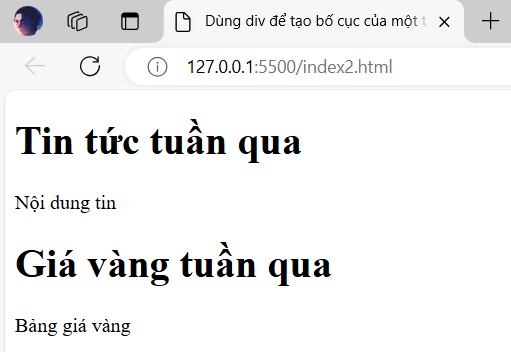 Dùng div để tạo bố cục của một t
127.0.0.1:5500/index2.html
Tin tức tuần qua
Nội dung tin
Giá vàng tuần qua
Bảng giá vàng